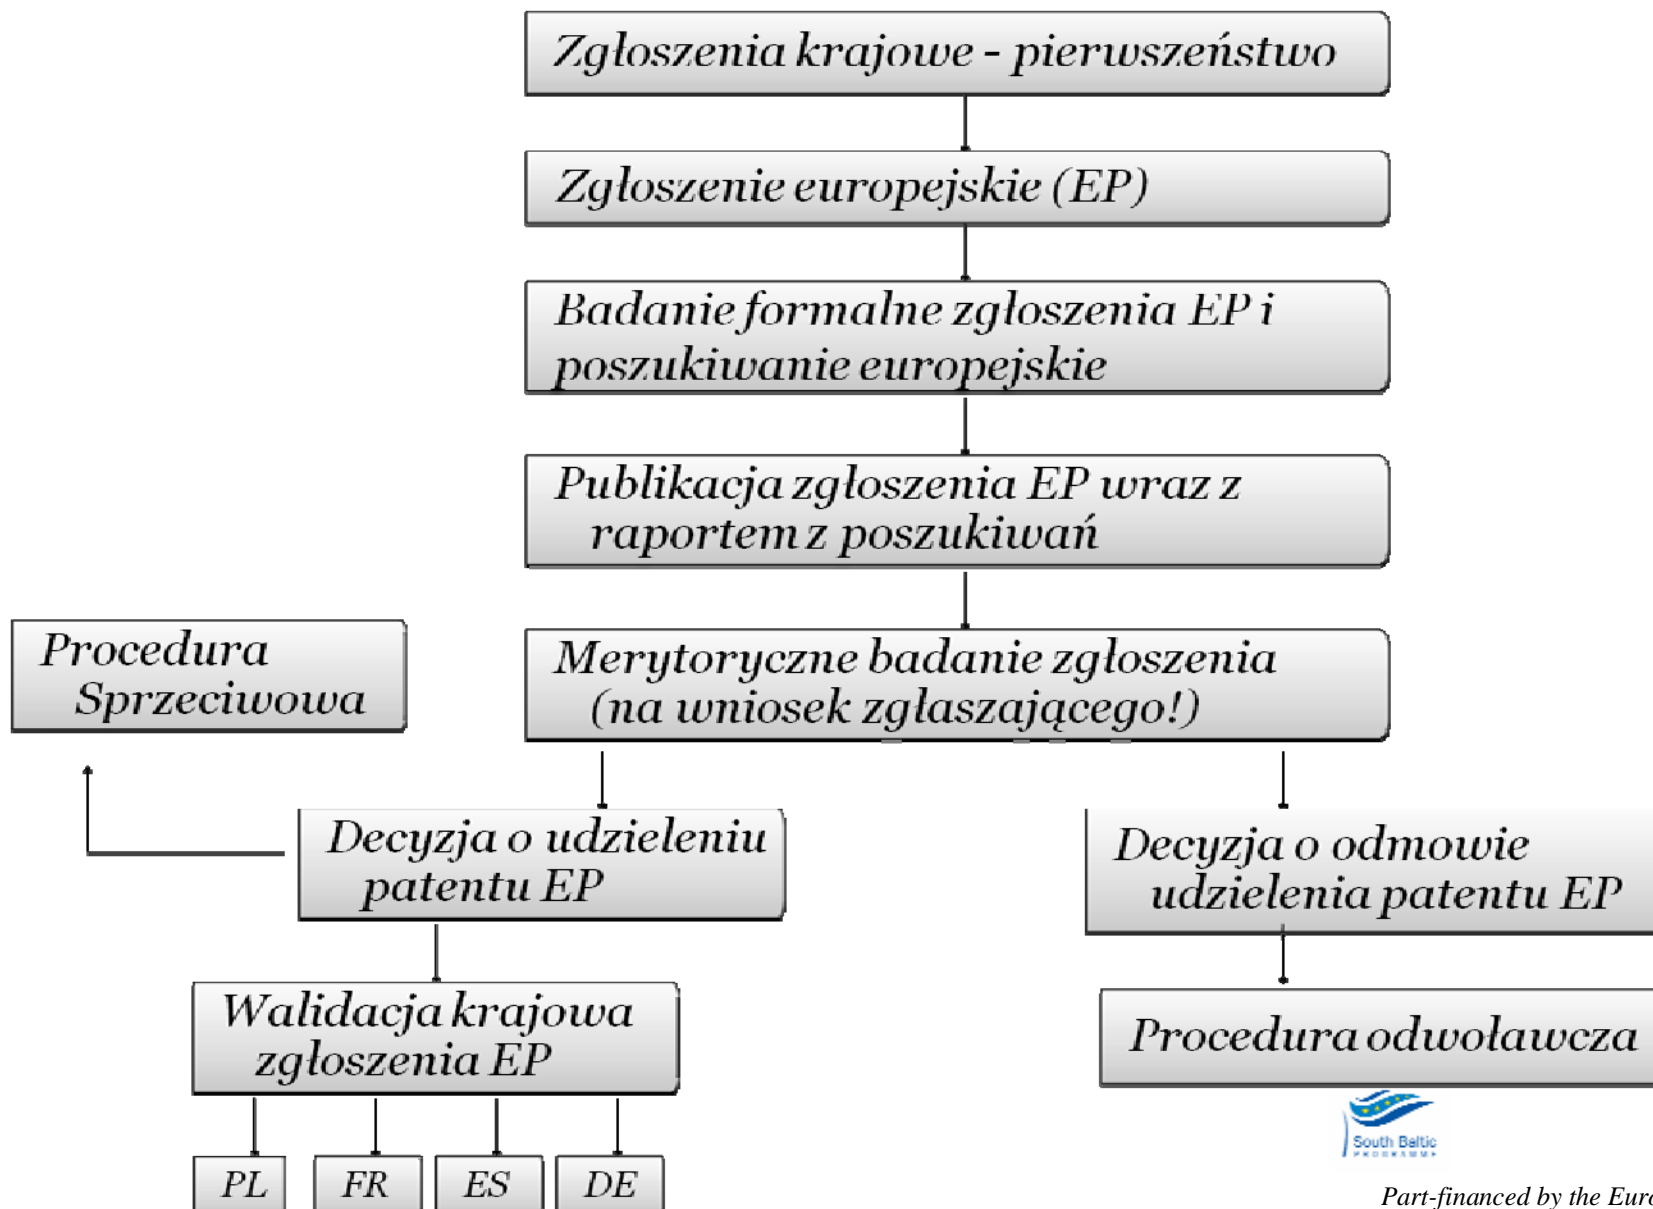 Zgłoszenia krajowe - pierwszeństwo
Zgłoszenie europejskie (EP)
Badanie formalne zgłoszenia EP i
poszukiwanie europejskie
Publikacja zgłoszenia EP wraz z
raportem z poszukiwań
Procedura
Sprzeciwowa
Merytoryczne badanie zgłoszenia
(na wniosek zgłaszającego!)
Decyzja o udzieleniu
patentu EP
Decyzja o odmowie
udzielenia patentu EP
Walidacja krajowa
zgłoszenia EP
Procedura odwoławcza
PL
FR
ES
DE
South Baltic
PROGRAMME
Part-financed by the Euro